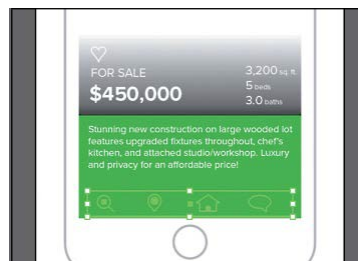 FOR SALE
$450,000
3,200 sq. ft.
5 beds
3.0 baths
Stunning new construction on large wooded lot
features upgraded fixtures throughout, chef's
kitchen, and attached studio/workshop. Luxury
and privacy for an affordable price!